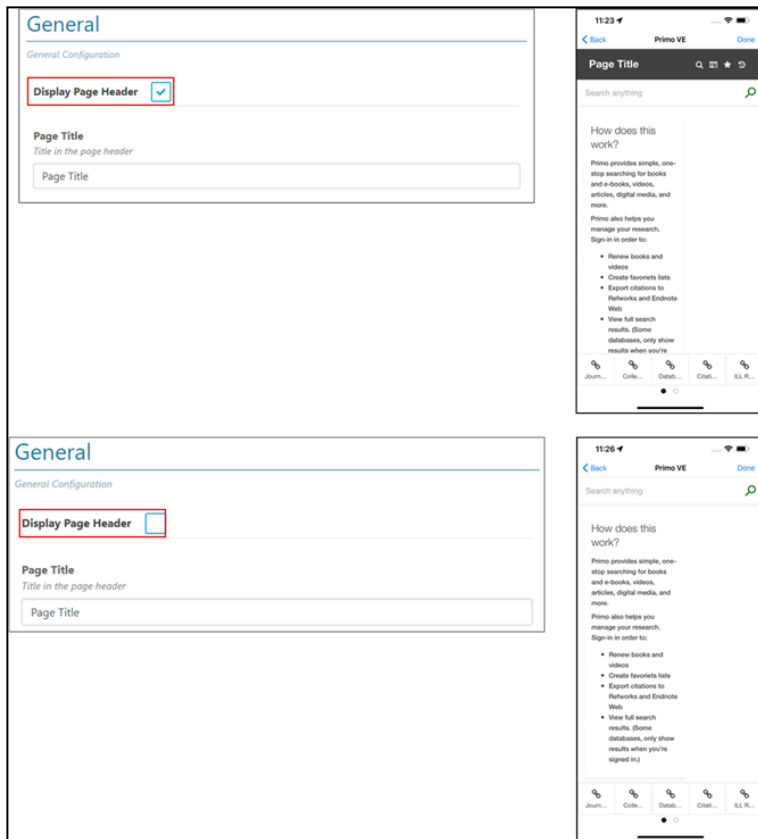 General
General Configuration
Display Page Header
Page Title
Title in the page header
Page Title
11:23
Back Primo VE Done
Page Title
Search anything
How does this
work?
Primo provides simple, one-
stop searching for books
and e-books, videos,
articles, digital media, and
more.
Primo also helps you
manage your research.
Sign-in in order to:
Renew books and
videos
Create favoriets lists
Export citations to
Refworks and Endnote
Web
View full search
results. (Some
databases, only show
results when you're
Journ... Colle... Datab... Citati... ILL R...
General
General Configuration
Display Page Header
Page Title
Title in the page header
Page Title
11:26
Back Primo VE Done
Search anything
How does this
work?
Primo provides simple, one-
stop searching for books
and e-books, videos,
articles, digital media, and
more.
Primo also helps you
manage your research.
Sign-in in order to:
Renew books and
videos
Create favoriets lists
Export citations to
Refworks and Endnote
Web
View full search
results. (Some
databases, only show
results when you're
signed in.)
Journ... Colle... Datab... Citati... ILL R...